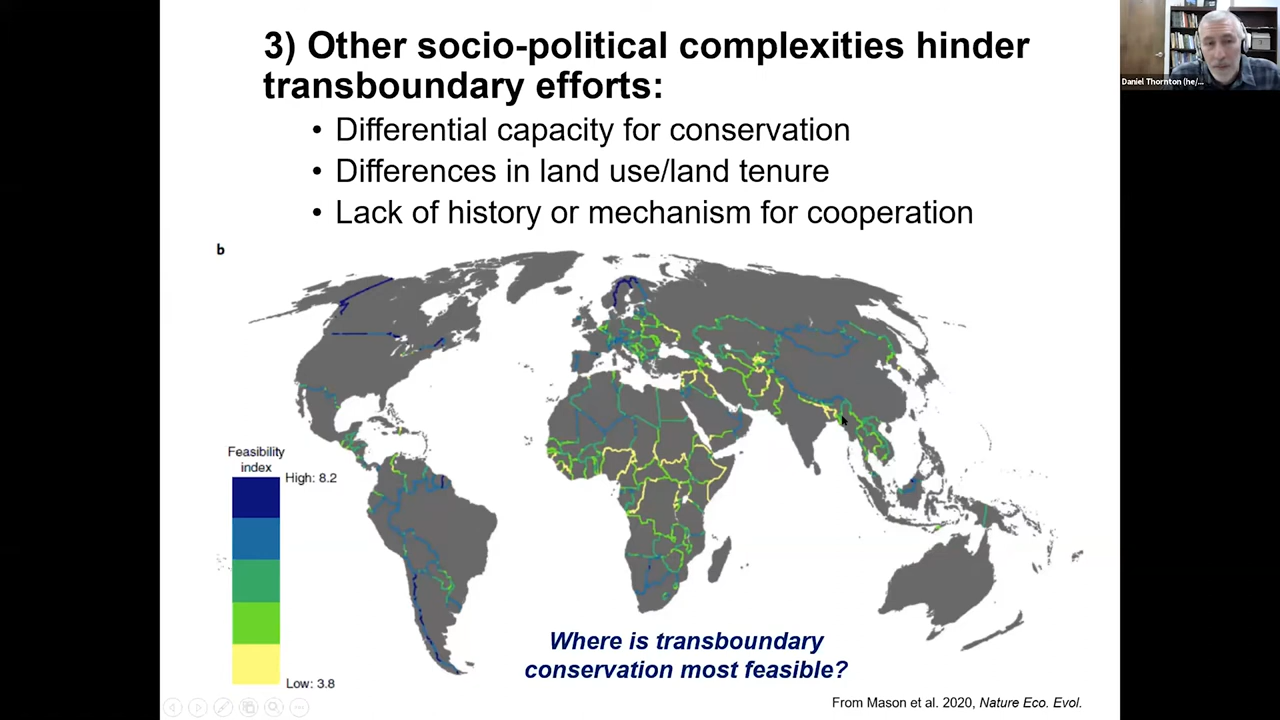 3) Other socio-political complexities hinder
transboundary efforts:
• Differential capacity for conservation
• Differences in land use/land tenure
• Lack of history or mechanism for cooperation
b
Feasibility
index
High: 8.2
Low: 3.8
Where is transboundary
conservation most feasible?
From Mason et al. 2020, Nature Eco. Evol.
Daniel Thornton (he/...